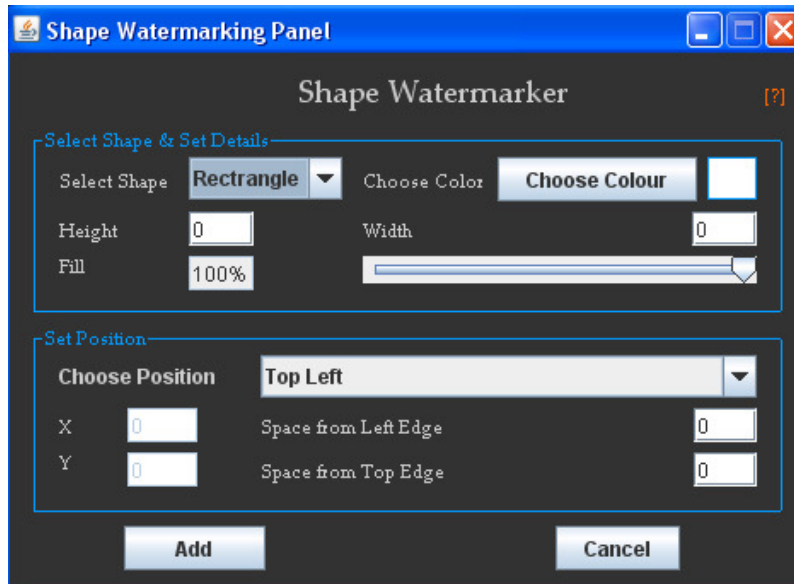 Shape Watermarking Panel
Shape Watermarker [?]
Select Shape & Set Details
Select Shape Rectrangle Choose Color Choose Colour
Height 0 Width 0
Fill 100%
Set Position
Choose Position Top Left
X 0 Space from Left Edge 0
Y 0 Space from Top Edge 0
Add Cancel